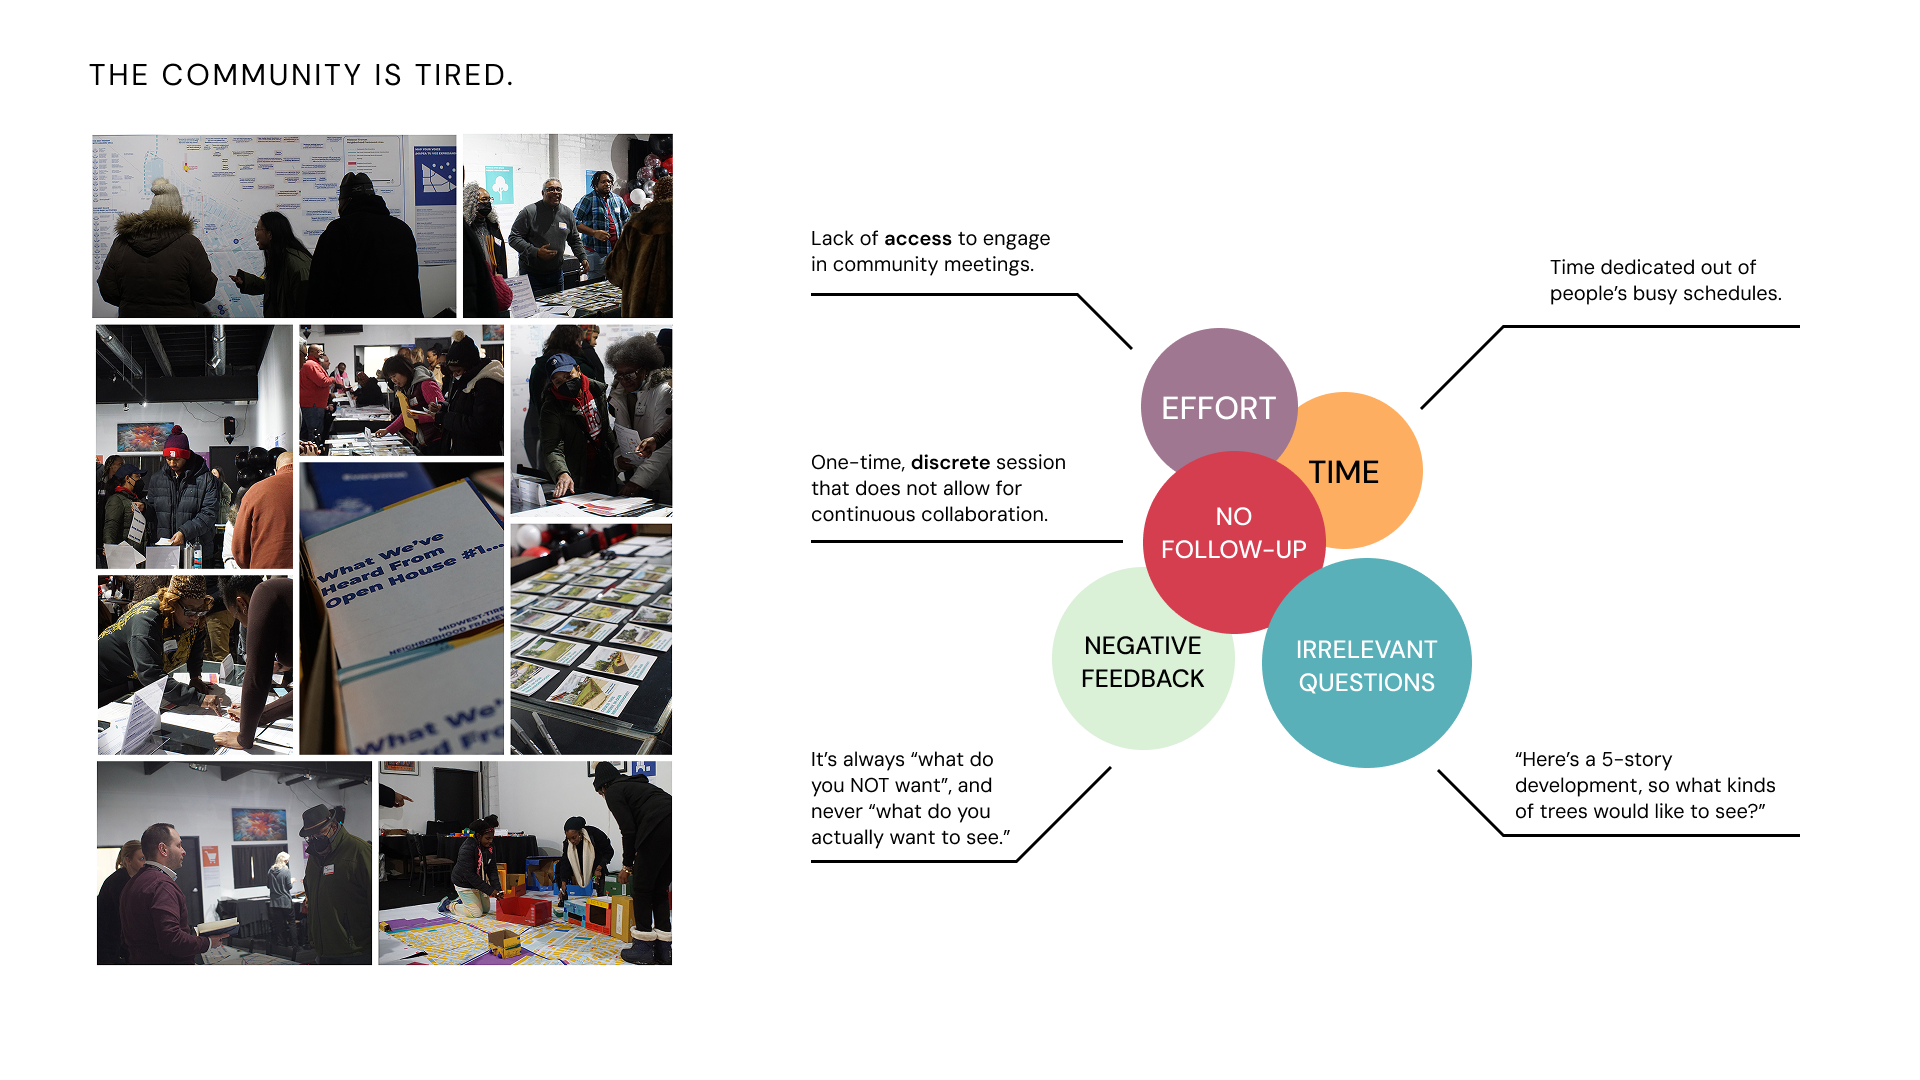 THE COMMUNITY IS TIRED.
What We've
Heard From
Open House #1...
MIDWEST-TIRE
NEIGHBORHOOD FRAMEW
What We'
rd Fro
Lack of access to engage
in community meetings.
Time dedicated out of
people's busy schedules.
EFFORT
TIME
One-time, discrete session
that does not allow for
continuous collaboration.
NO
FOLLOW-UP
NEGATIVE
FEEDBACK
IRRELEVANT
QUESTIONS
It's always “what do
you NOT want”, and
never “what do you
actually want to see.”
“Here's a 5-story
development, so what kinds
of trees would like to see?”